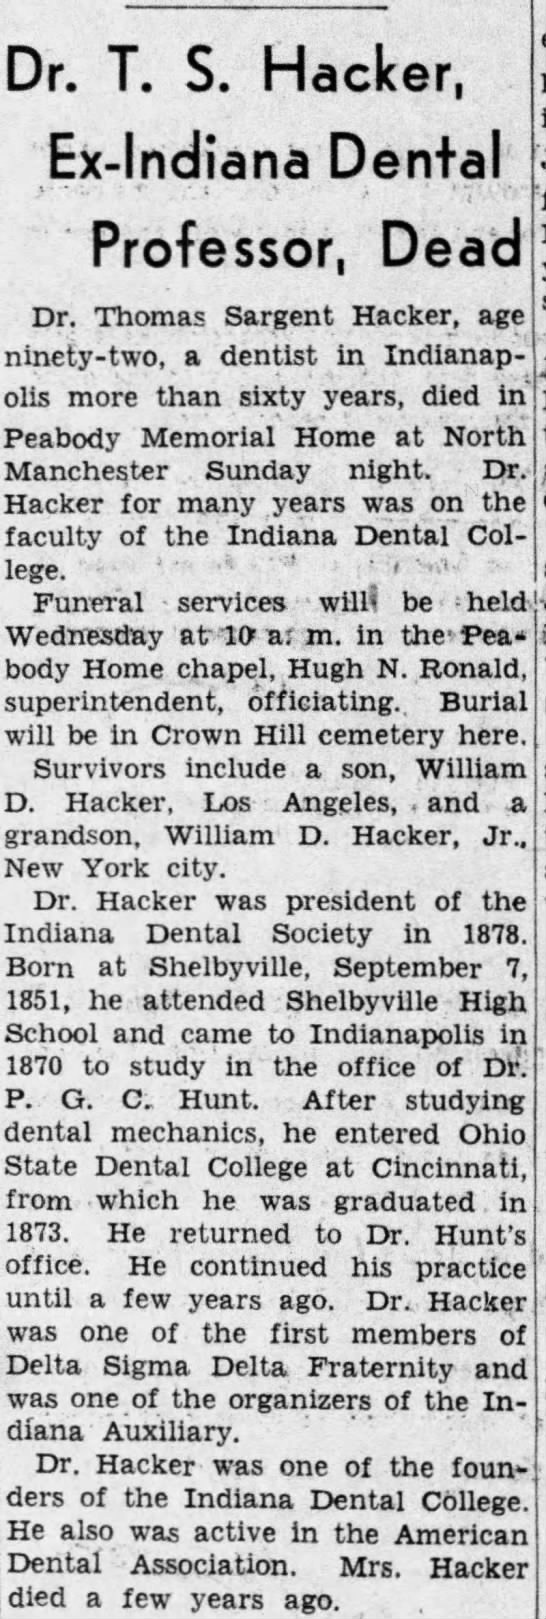 Dr. T. S. Hacker,
Ex-Indiana Dental
Professor, Dead
Dr. Thomas Sargent Hacker, age
ninety-two, a dentist in Indianap-
olis more than sixty years, died in
Peabody Memorial Home at North
Manchester Sunday night. Dr.
Hacker for many years was on the
faculty of the Indiana Dental Col-
lege.
Funeral services will be held
Wednesday at 10 a. m. in the Pea-
body Home chapel, Hugh N. Ronald,
superintendent, officiating. Burial
will be in Crown Hill cemetery here.
Survivors include a son, William
D. Hacker, Los Angeles, and a
grandson, William D. Hacker, Jr.,
New York city.
Dr. Hacker was president of the
Indiana Dental Society in 1878.
Born at Shelbyville, September 7,
1851, he attended Shelbyville High
School and came to Indianapolis in
1870 to study in the office of Dr.
P. G. C. Hunt. After studying
dental mechanics, he entered Ohio
State Dental College at Cincinnati,
from which he was graduated in
1873. He returned to Dr. Hunt's
office. He continued his practice
until a few years ago. Dr. Hacker
was one of the first members of
Delta Sigma Delta Fraternity and
was one of the organizers of the In-
diana Auxiliary.
Dr. Hacker was one of the foun-
ders of the Indiana Dental College.
He also was active in the American
Dental Association. Mrs. Hacker
died a few years ago.